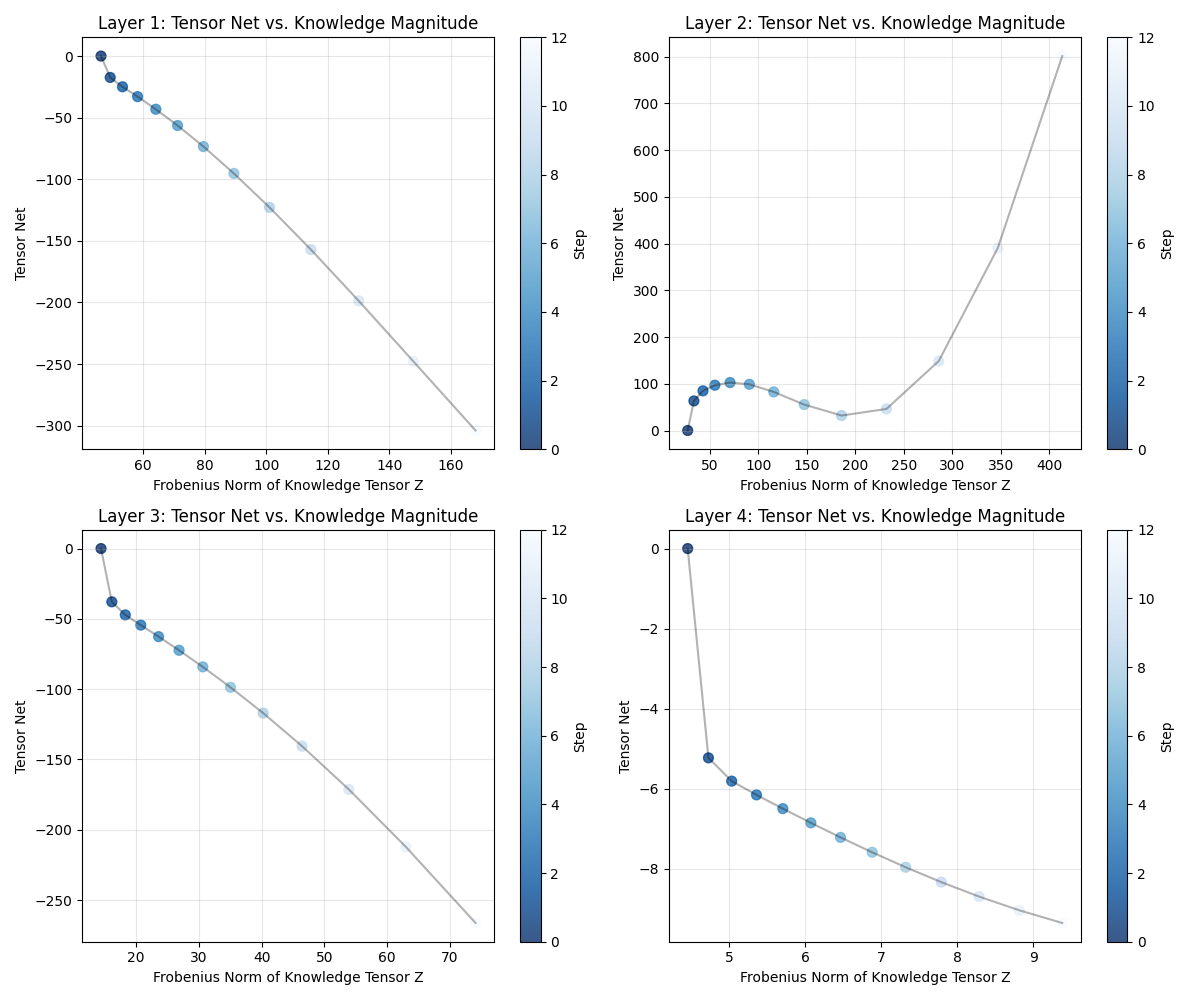 Layer 1: Tensor Net vs. Knowledge Magnitude
0
−50
−100
−150
−200
−250
−300
Tensor Net
60 80 100 120 140 160
Frobenius Norm of Knowledge Tensor Z
12
10
8
6
4
2
0
Step
Layer 2: Tensor Net vs. Knowledge Magnitude
800
700
600
500
400
300
200
100
0
Tensor Net
50 100 150 200 250 300 350 400
Frobenius Norm of Knowledge Tensor Z
12
10
8
6
4
2
0
Step
Layer 3: Tensor Net vs. Knowledge Magnitude
0
−50
−100
−150
−200
−250
Tensor Net
20 30 40 50 60 70
Frobenius Norm of Knowledge Tensor Z
12
10
8
6
4
2
0
Step
Layer 4: Tensor Net vs. Knowledge Magnitude
0
−2
−4
−6
−8
Tensor Net
5 6 7 8 9
Frobenius Norm of Knowledge Tensor Z
12
10
8
6
4
2
0
Step